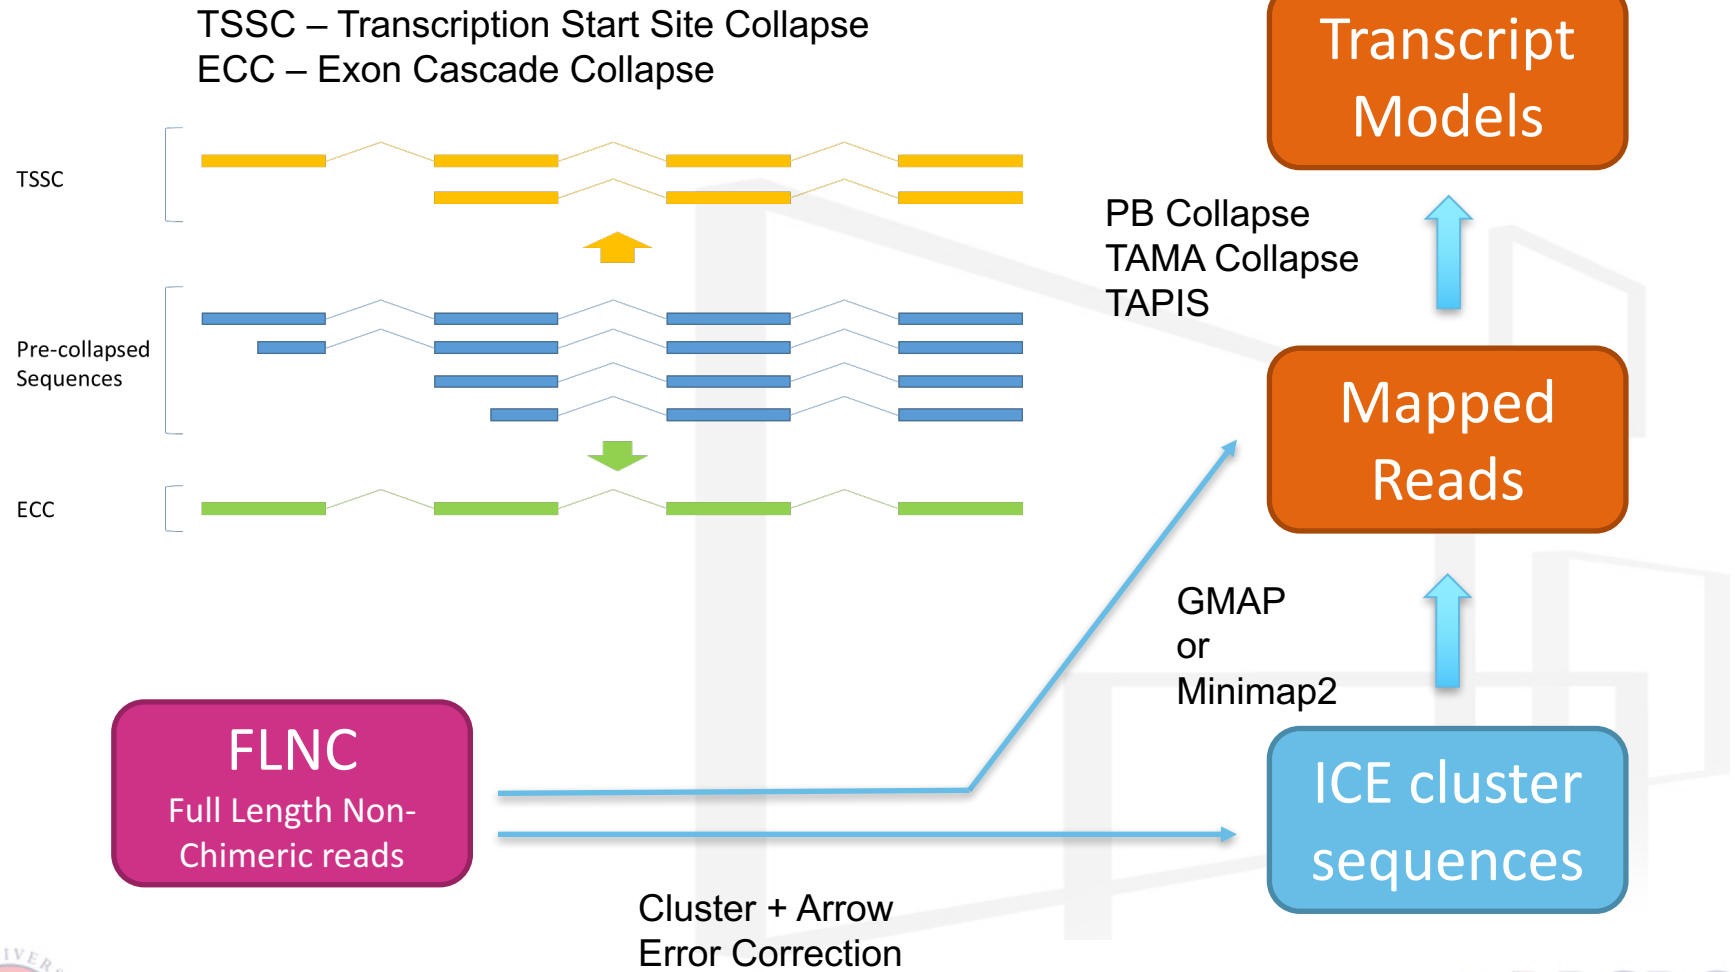 TSSC – Transcription Start Site Collapse
ECC – Exon Cascade Collapse
TSSC
Pre-collapsed
Sequences
ECC
Transcript
Models
PB Collapse
TAMA Collapse
TAPIS
Mapped
Reads
GMAP
or
Minimap2
FLNC
Full Length Non-
Chimeric reads
ICE cluster
sequences
Cluster + Arrow
Error Correction